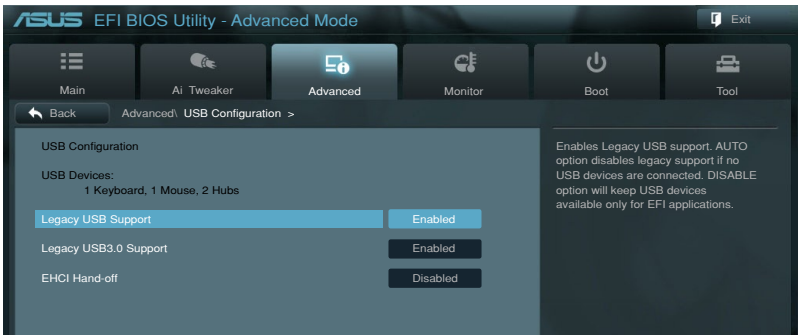 ASUS EFI BIOS Utility - Advanced Mode
Exit
Main
Ai Tweaker
Advanced
Monitor
Boot
Tool
Back
Advanced\ USB Configuration >
USB Configuration
USB Devices:
1 Keyboard, 1 Mouse, 2 Hubs
Legacy USB Support Enabled
Legacy USB3.0 Support Enabled
EHCI Hand-off Disabled
Enables Legacy USB support. AUTO
option disables legacy support if no
USB devices are connected. DISABLE
option will keep USB devices
available only for EFI applications.